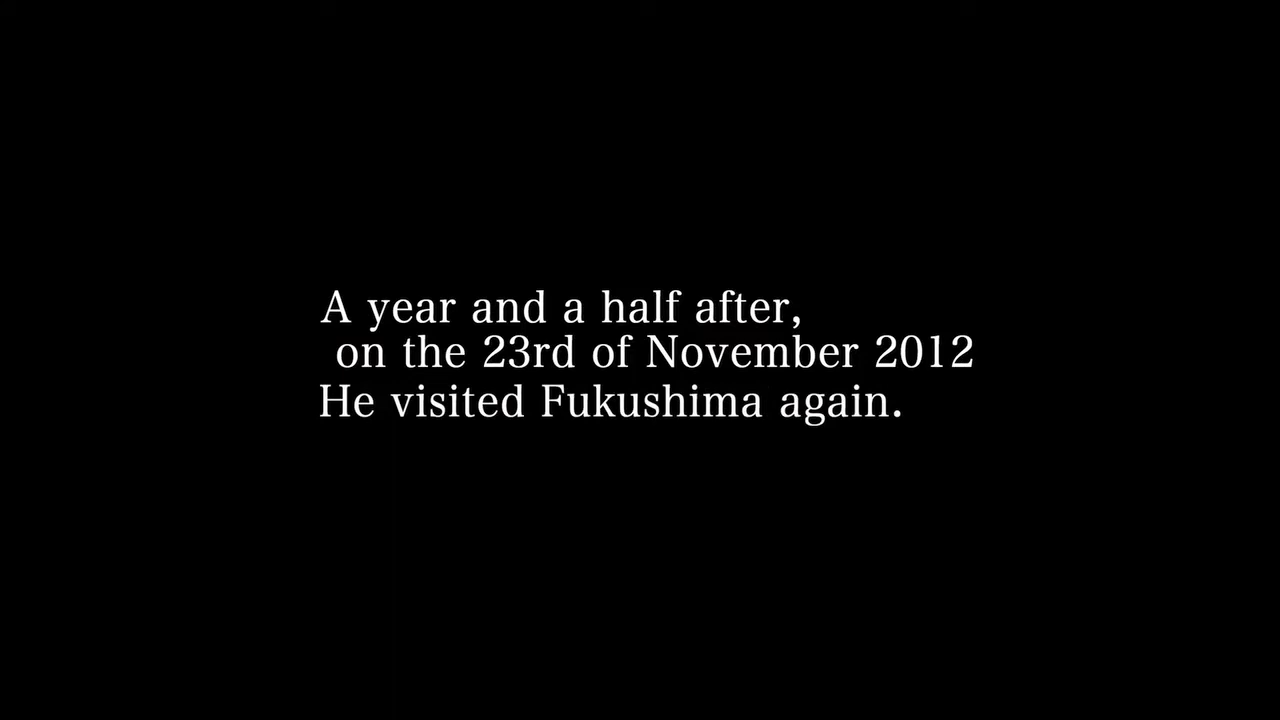 A year and a half after,
on the 23rd of November 2012
He visited Fukushima again.